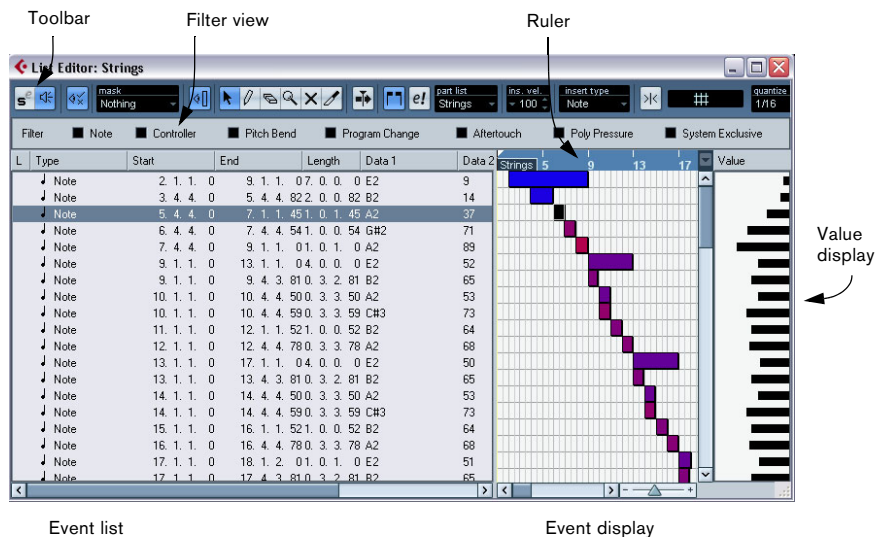 Toolbar Filter view Ruler
List Editor: Strings
mask part list ins. vel. insert type quantize
Nothing Strings 100 Note 1/16
Filter Note Controller Pitch Bend Program Change Aftertouch Poly Pressure System Exclusive
L Type Start End Length Data 1 Data 2 Strings 5 9 13 17 Value
Note 2. 1. 1. 0 9. 1. 1. 0 7. 0. 0. 0 E2 9
Note 3. 4. 4. 0 5. 4. 4. 82 2. 0. 0. 82 B2 14
Note 5. 4. 4. 0 7. 1. 1. 45 1. 0. 1. 45 A2 37
Note 6. 4. 4. 0 7. 4. 4. 54 1. 0. 0. 54 G#2 71
Note 7. 4. 4. 0 9. 1. 1. 0 1. 0. 1. 0 A2 89
Note 9. 1. 1. 0 13. 1. 1. 0 4. 0. 0. 0 E2 52
Note 9. 1. 1. 0 9. 4. 3. 81 0. 3. 2. 81 B2 65
Note 10. 1. 1. 0 10. 4. 4. 50 0. 3. 3. 50 A2 53
Note 10. 1. 1. 0 10. 4. 4. 59 0. 3. 3. 59 C#3 73
Note 11. 1. 1. 0 12. 1. 1. 52 1. 0. 0. 52 B2 64
Note 12. 1. 1. 0 12. 4. 4. 78 0. 3. 3. 78 A2 68
Note 13. 1. 1. 0 17. 1. 1. 0 4. 0. 0. 0 E2 50
Note 13. 1. 1. 0 13. 4. 3. 81 0. 3. 2. 81 B2 65
Note 14. 1. 1. 0 14. 4. 4. 50 0. 3. 3. 50 A2 53
Note 14. 1. 1. 0 14. 4. 4. 59 0. 3. 3. 59 C#3 73
Note 15. 1. 1. 0 16. 1. 1. 52 1. 0. 0. 52 B2 64
Note 16. 1. 1. 0 16. 4. 4. 78 0. 3. 3. 78 A2 68
Note 17. 1. 1. 0 18. 1. 2. 0 1. 0. 1. 0 E2 51
Note 17. 1. 1. 0 17. 4. 3. 81 0. 3. 2. 81 B2 65
Value
display
Event list Event display